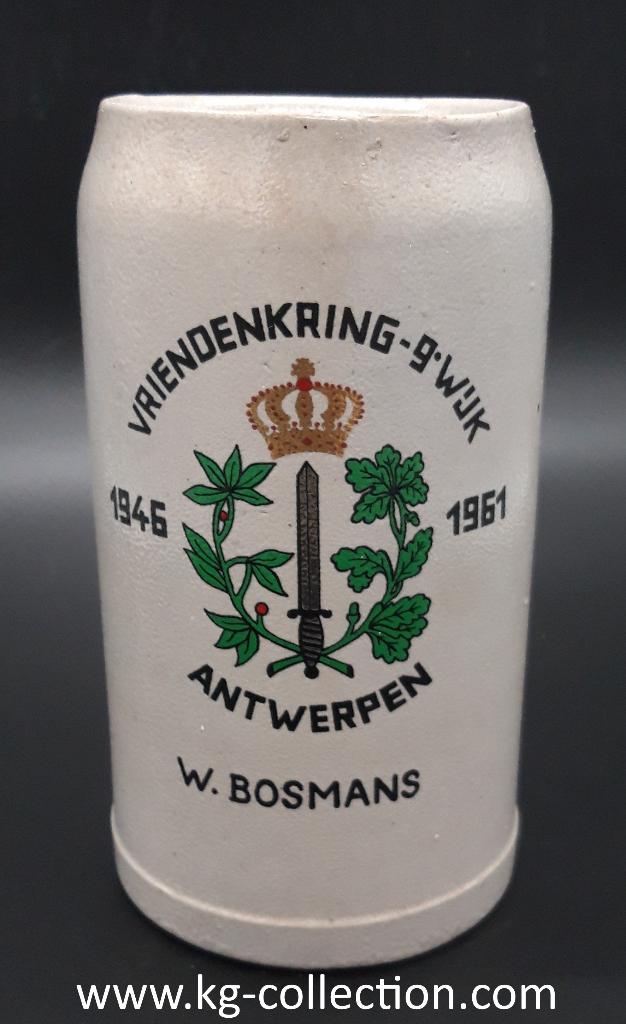 VRIENDENKRING-9·WIJK
1946 1961
ANTWERPEN
W. BOSMANS
www.kg-collection.com